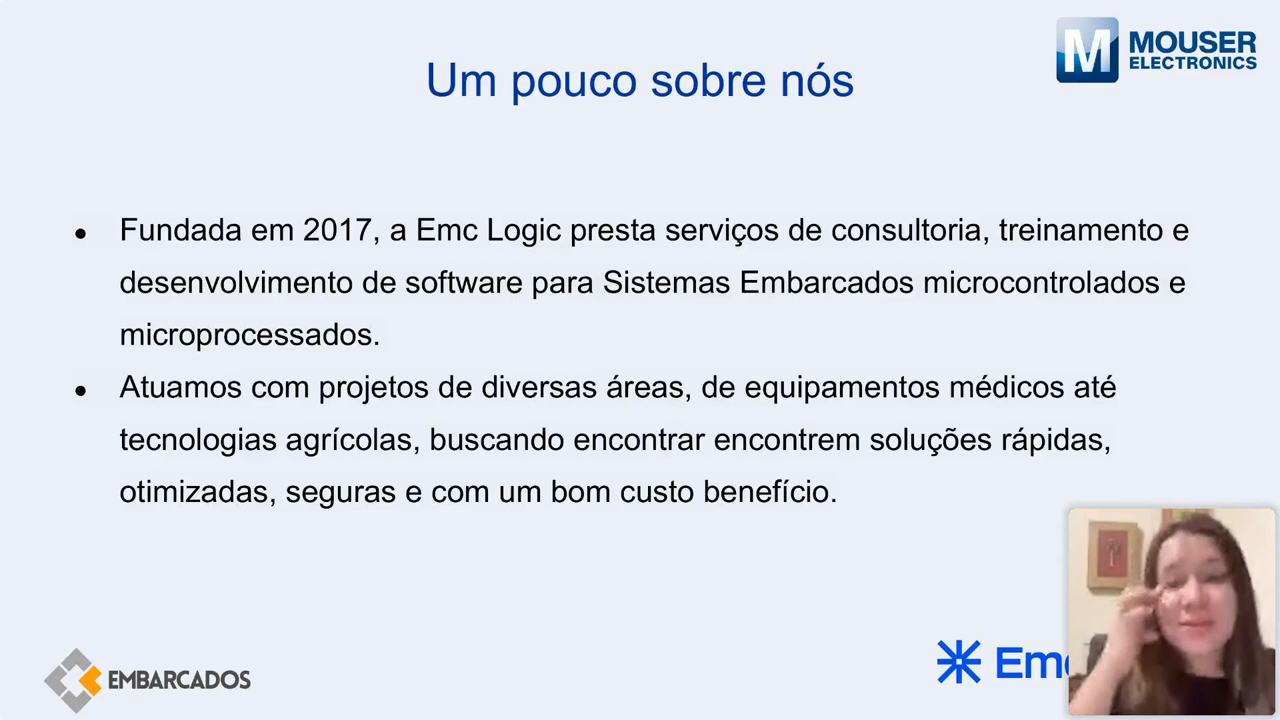 MOUSER
ELECTRONICS
Um pouco sobre nós
• Fundada em 2017, a Emc Logic presta serviços de consultoria, treinamento e
desenvolvimento de software para Sistemas Embarcados microcontrolados e
microprocessados.
• Atuamos com projetos de diversas áreas, de equipamentos médicos até
tecnologias agrícolas, buscando encontrar encontrem soluções rápidas,
otimizadas, seguras e com um bom custo benefício.
EMBARCADOS